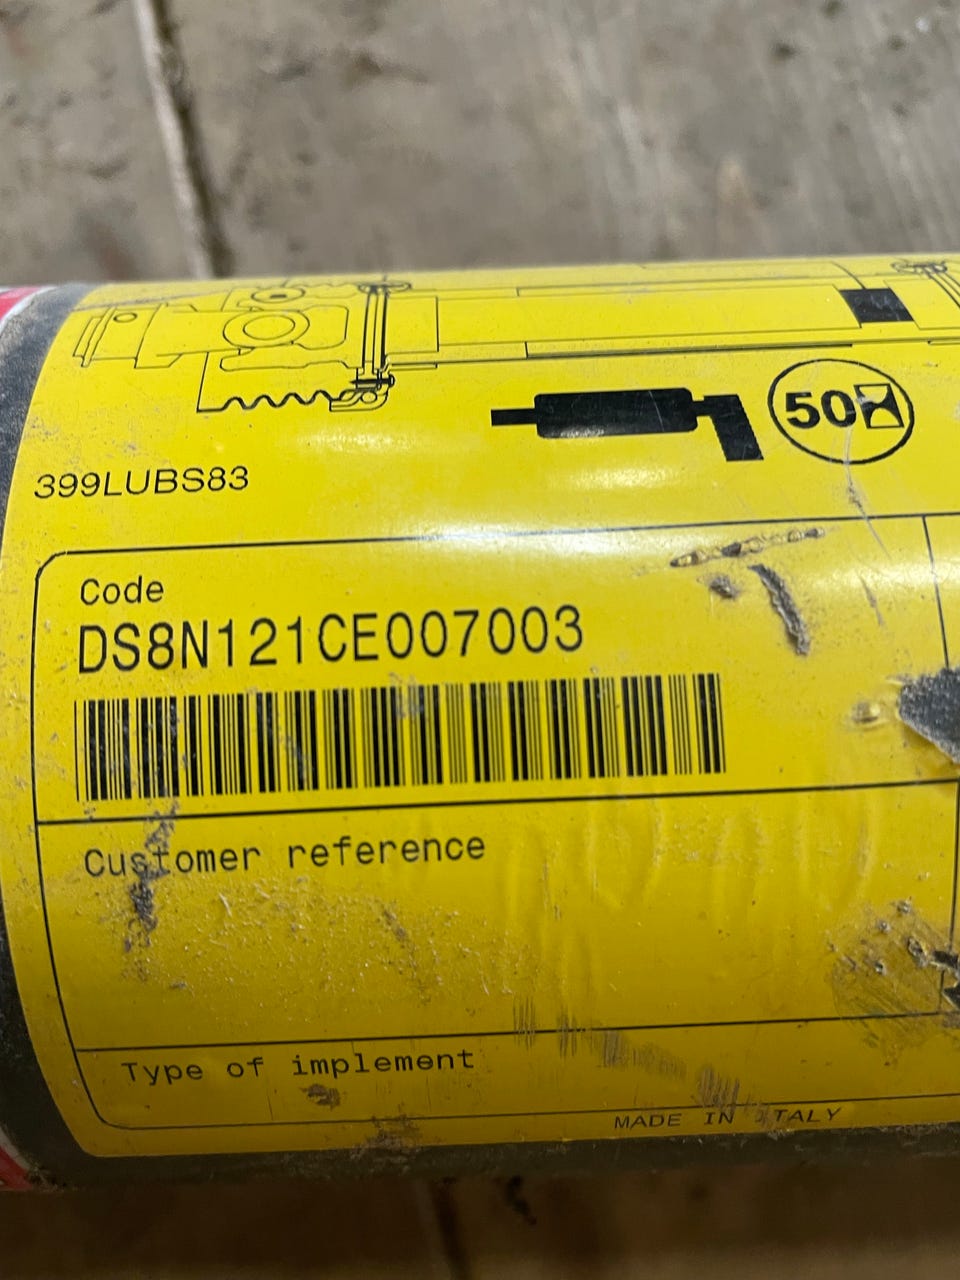 50
399LUBS83
Code
DS8N121CE007003
Customer reference
Type of implement
MADE IN ITALY